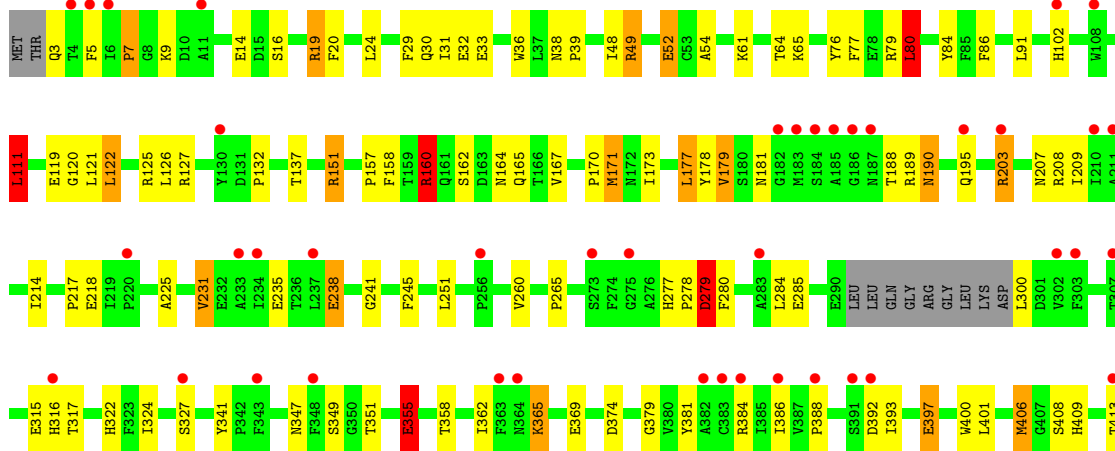 MET THR Q3 T4 F5 I6 P7 G8 K9 D10 A11 E14 D15 S16 R19 F20 L24 F29 Q30 I31 E32 E33 W36 L37 N38 P39 I48 R49 E52 C53 A54 K61 T64 K65 Y76 F77 E78 R79 L80 Y84 F85 F86 L91 H102 W108
L111 E119 G120 L121 L122 R125 L126 R127 Y130 D131 P132 T137 R151 P157 F158 T159 R160 Q161 S162 D163 N164 Q165 T166 V167 P170 M171 N172 I173 L177 Y178 V179 S180 N181 G182 M183 S184 A185 G186 N187 T188 R189 N190 Q195 R203 N207 R208 I209 I210 A211
I214 P217 E218 I219 P220 A225 V231 E232 A233 I234 E235 T236 L237 E238 G241 F245 L251 P256 V260 P265 S273 F274 G275 A276 H277 P278 D279 F280 A283 L284 E285 E290 LEU LEU GLN GLY ARG GLY LEU LYS ASP L300 D301 V302 F303
E315 H316 T317 H322 F323 I324 S327 Y341 P342 F343 N347 F348 S349 G350 T351 E355 T358 I362 F363 N364 K365 E369 D374 G379 V380 Y381 A382 C383 R384 I385 I386 V387 P388 S391 D392 I393 E397 W400 L401 M406 G407 S408 H409